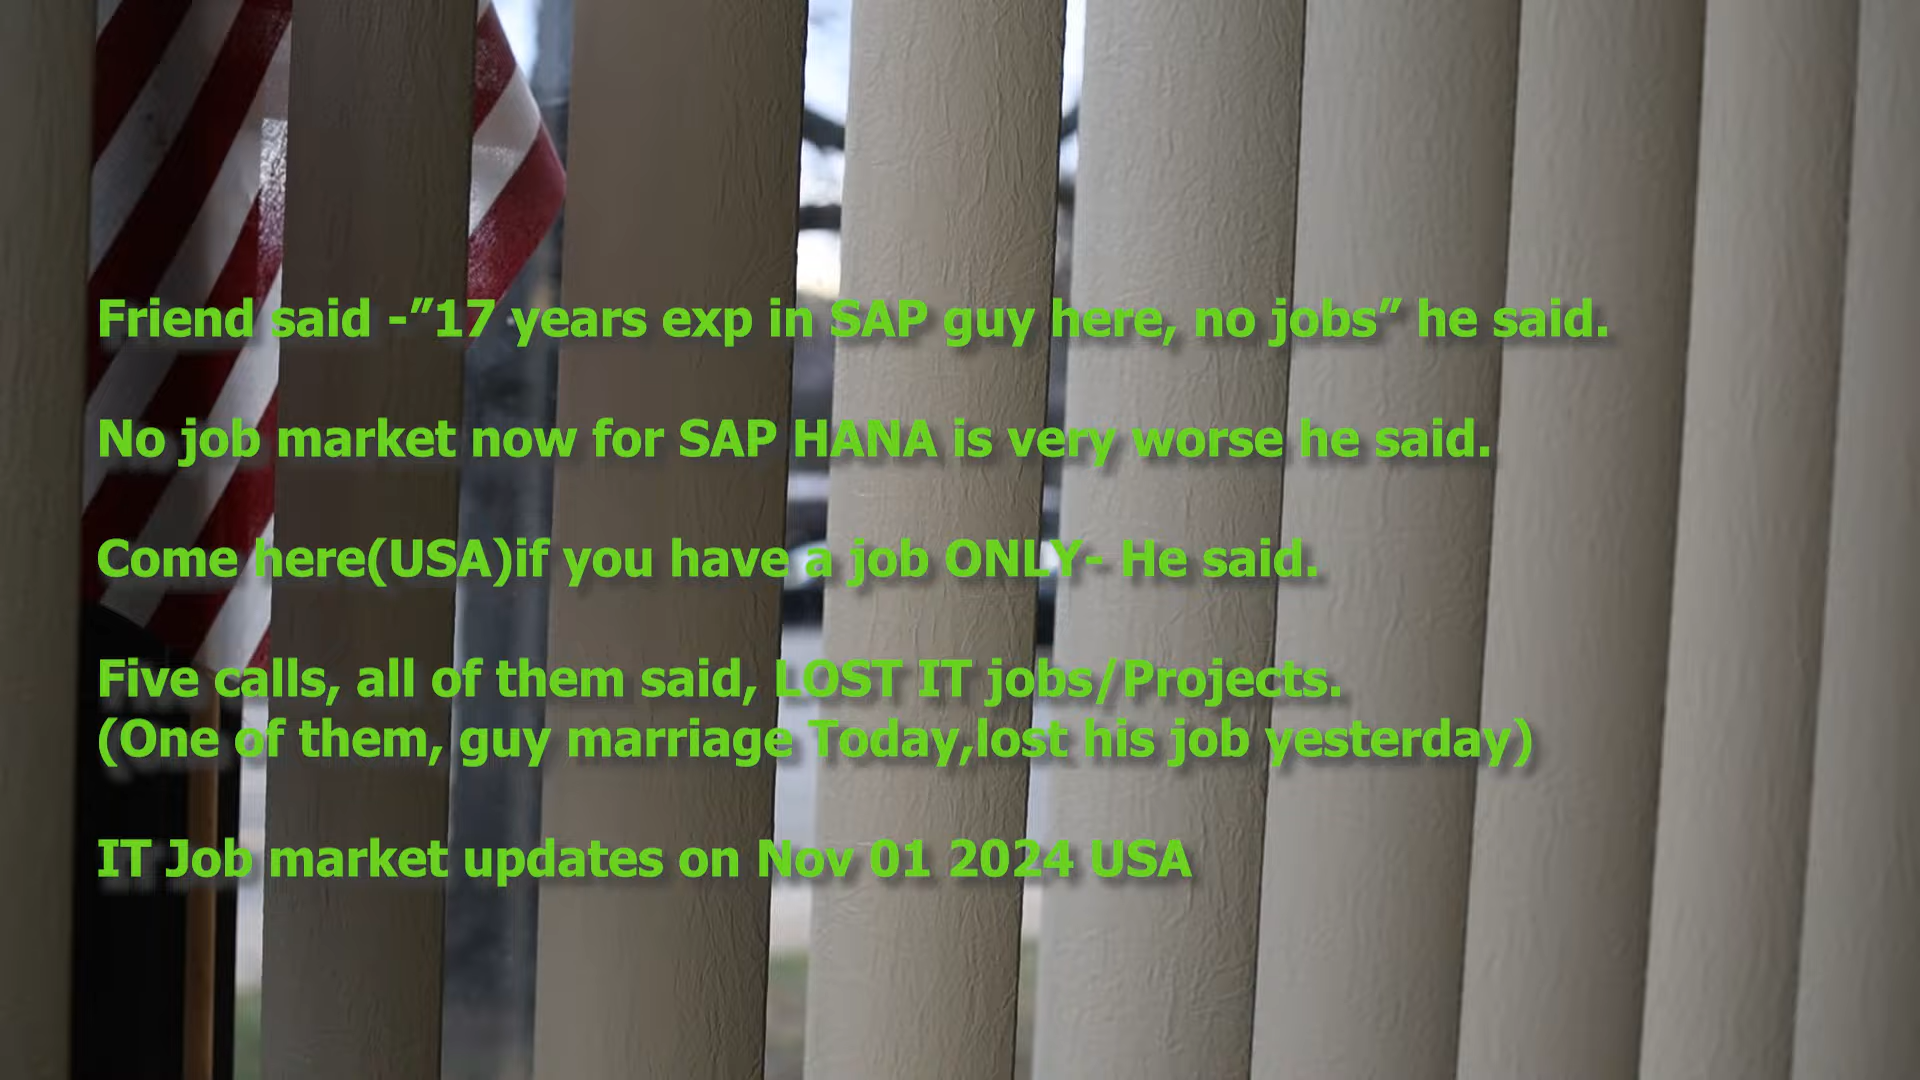 Friend said -”17 years exp in SAP guy here, no jobs” he said.
No job market now for SAP HANA is very worse he said.
Come here(USA)if you have a job ONLY- He said.
Five calls, all of them said, LOST IT jobs/Projects.
(One of them, guy marriage Today,lost his job yesterday)
IT Job market updates on Nov 01 2024 USA